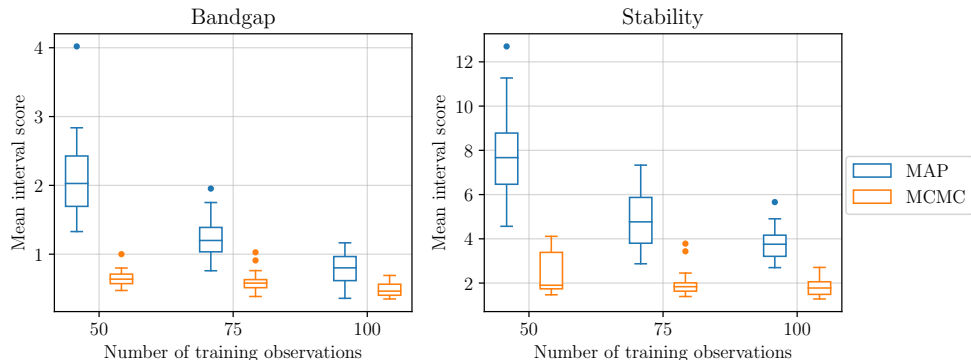 Bandgap
Mean interval score
4
3
2
1
50
75
100
Number of training observations
Stability
Mean interval score
12
10
8
6
4
2
50
75
100
Number of training observations
MAP
MCMC